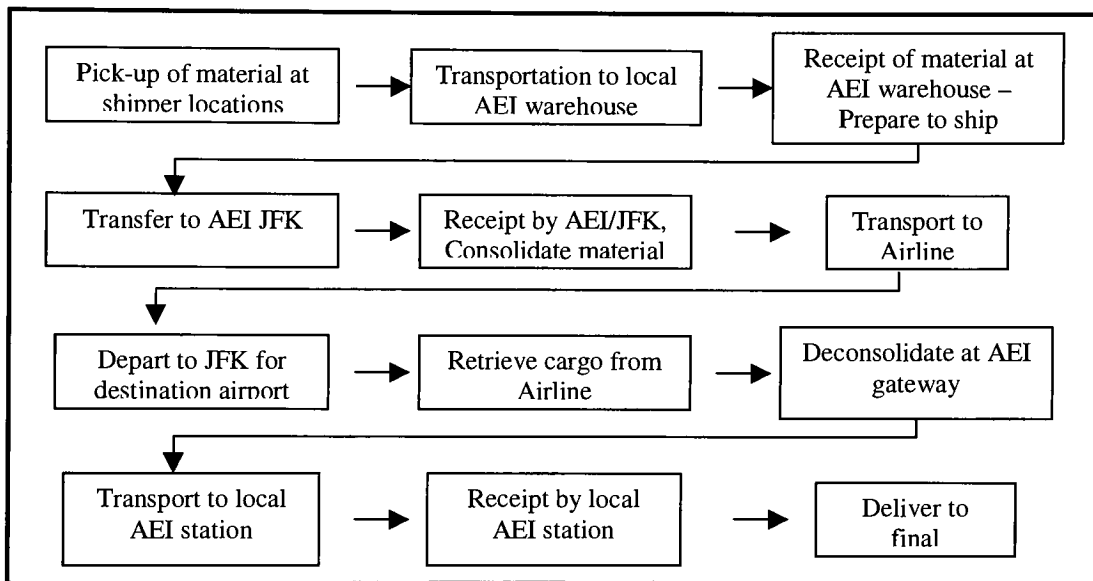 Pick-up of material at
shipper locations
Transportation to local
AEI warehouse
Receipt of material at
AEI warehouse –
Prepare to ship
Transfer to AEI JFK
Receipt by AEI/JFK,
Consolidate material
Transport to
Airline
Depart to JFK for
destination airport
Retrieve cargo from
Airline
Deconsolidate at AEI
gateway
Transport to local
AEI station
Receipt by local
AEI station
Deliver to
final